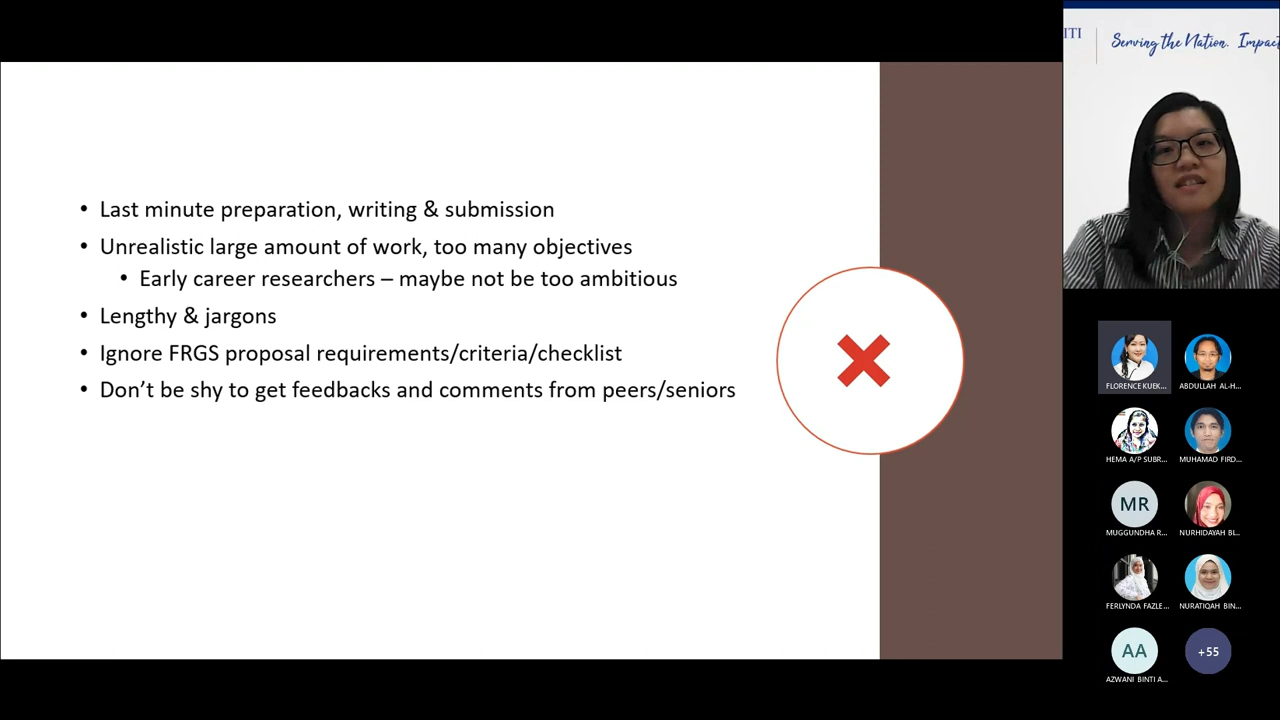 • Last minute preparation, writing & submission
• Unrealistic large amount of work, too many objectives
• Early career researchers – maybe not be too ambitious
• Lengthy & jargons
• Ignore FRGS proposal requirements/criteria/checklist
• Don't be shy to get feedbacks and comments from peers/seniors
ITI
Serving the Nation. Impact
FLORENCE KUEK...
ABDULLAH AL-H...
HEMA A/P SUBR...
MUHAMAD FIRD...
MR
MUGGUNDHA R...
NURHIDAYAH BI...
FERLYNDA FAZLE...
NURATIQAH BIN...
AA
+55
AZWANI BINTI A...